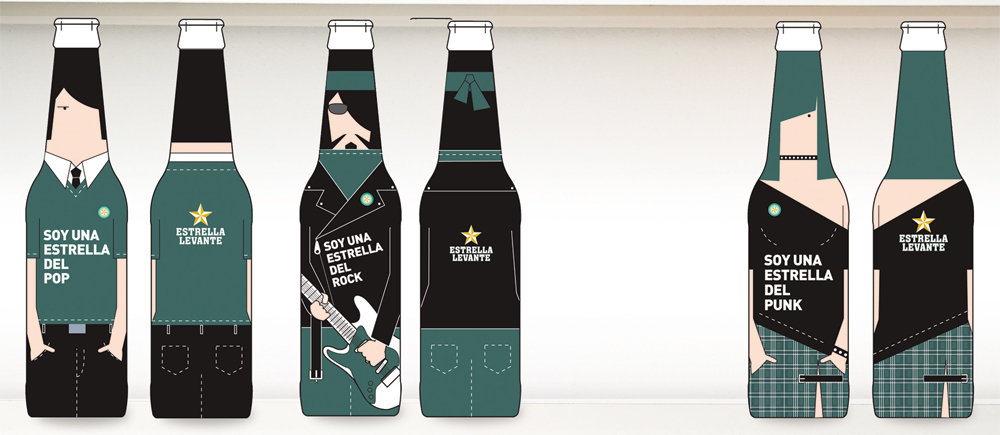 SOY UNA
ESTRELLA
DEL
POP
ESTRELLA
LEVANTE
SOY UNA
ESTRELLA
DEL
ROCK
ESTRELLA
LEVANTE
SOY UNA
ESTRELLA
DEL
PUNK
ESTRELLA
LEVANTE